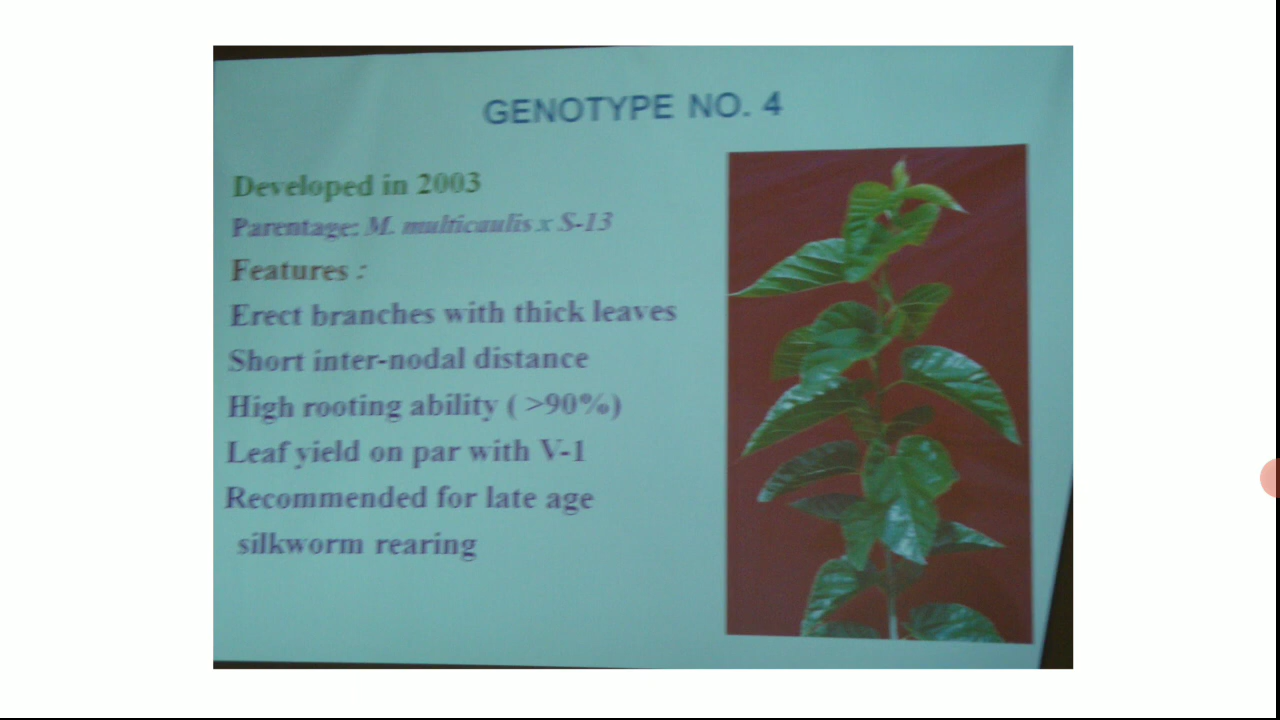 GENOTYPE NO. 4
Developed in 2003
Parentage: M. multicaulis x S-13
Features :
Erect branches with thick leaves
Short inter-nodal distance
High rooting ability ( >90%)
Leaf yield on par with V-1
Recommended for late age
silkworm rearing